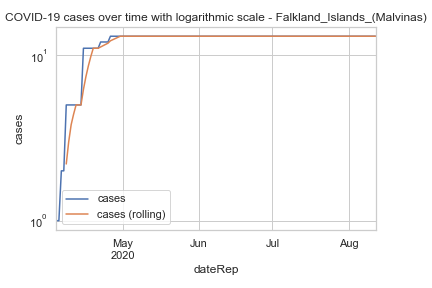 COVID-19 cases over time with logarithmic scale - Falkland_Islands_(Malvinas)
10¹
10⁰
cases
cases
cases (rolling)
May
2020
Jun
Jul
Aug
dateRep